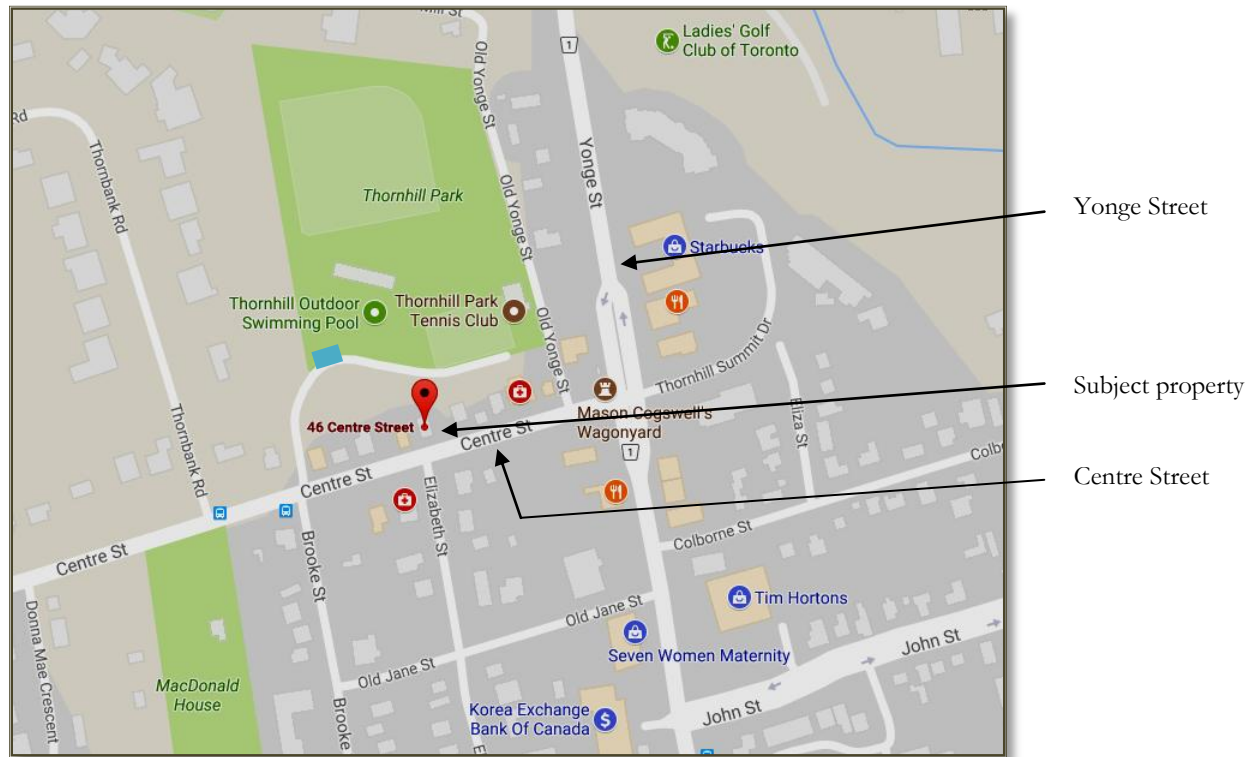 Mill St
Ladies' Golf
Club of Toronto
1
Old Yonge St
Yonge St
Rd
Thornbank Rd
Thornhill Park
Old Yonge St
Yonge Street
Starbucks
Thornhill Outdoor
Swimming Pool
Thornhill Park
Tennis Club
Old Yonge St
Thornhill Summit Dr
Subject property
Mason Cogswell's
Wagonyard
Eliza St
46 Centre Street
Centre St
Thornbank Rd
1
Centre St
Centre Street
Elizabeth St
Colborne St
Centre St
Brooke St
Donna Mae Crescent
Old Jane St
Tim Hortons
Seven Women Maternity
John St
Old Jane St
MacDonald
House
Brooke
Korea Exchange
Bank Of Canada
$
John St